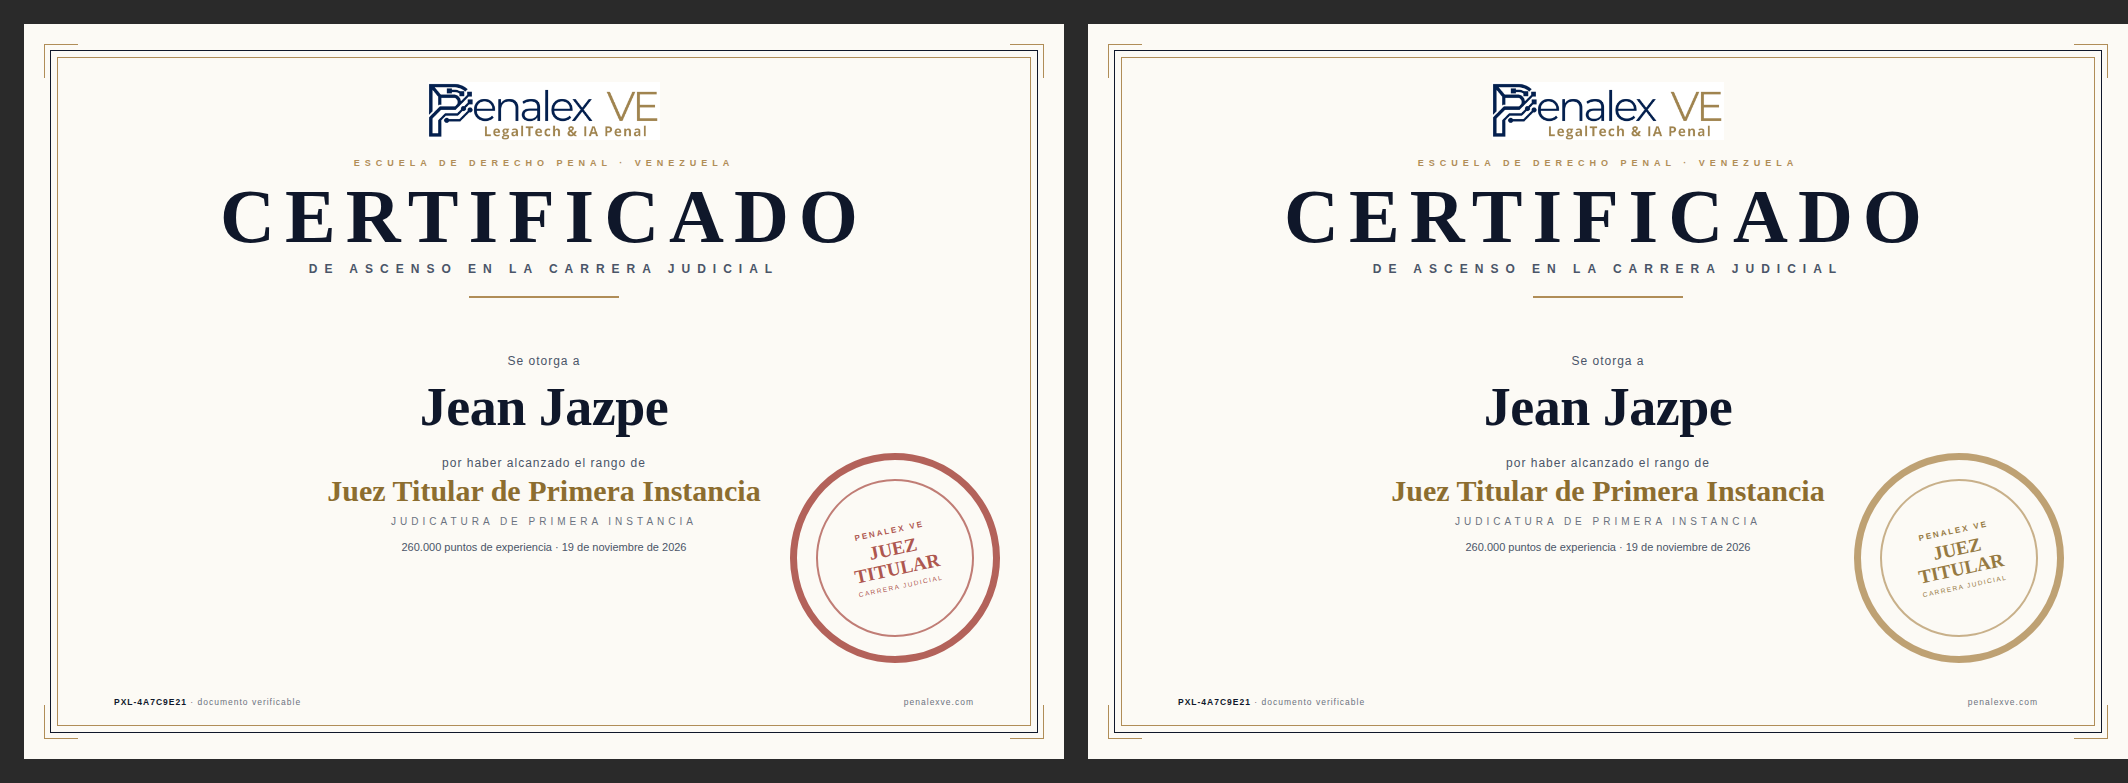 Penalex VE
LegalTech & IA Penal
ESCUELA DE DERECHO PENAL · VENEZUELA
CERTIFICADO
DE ASCENSO EN LA CARRERA JUDICIAL
Se otorga a
Jean Jazpe
por haber alcanzado el rango de
Juez Titular de Primera Instancia
JUDICATURA DE PRIMERA INSTANCIA
260.000 puntos de experiencia · 19 de noviembre de 2026
PENALEX VE
JUEZ
TITULAR
CARRERA JUDICIAL
PXL-4A7C9E21 · documento verificable
penalexve.com
Penalex VE
LegalTech & IA Penal
ESCUELA DE DERECHO PENAL · VENEZUELA
CERTIFICADO
DE ASCENSO EN LA CARRERA JUDICIAL
Se otorga a
Jean Jazpe
por haber alcanzado el rango de
Juez Titular de Primera Instancia
JUDICATURA DE PRIMERA INSTANCIA
260.000 puntos de experiencia · 19 de noviembre de 2026
PENALEX VE
JUEZ
TITULAR
CARRERA JUDICIAL
PXL-4A7C9E21 · documento verificable
penalexve.com